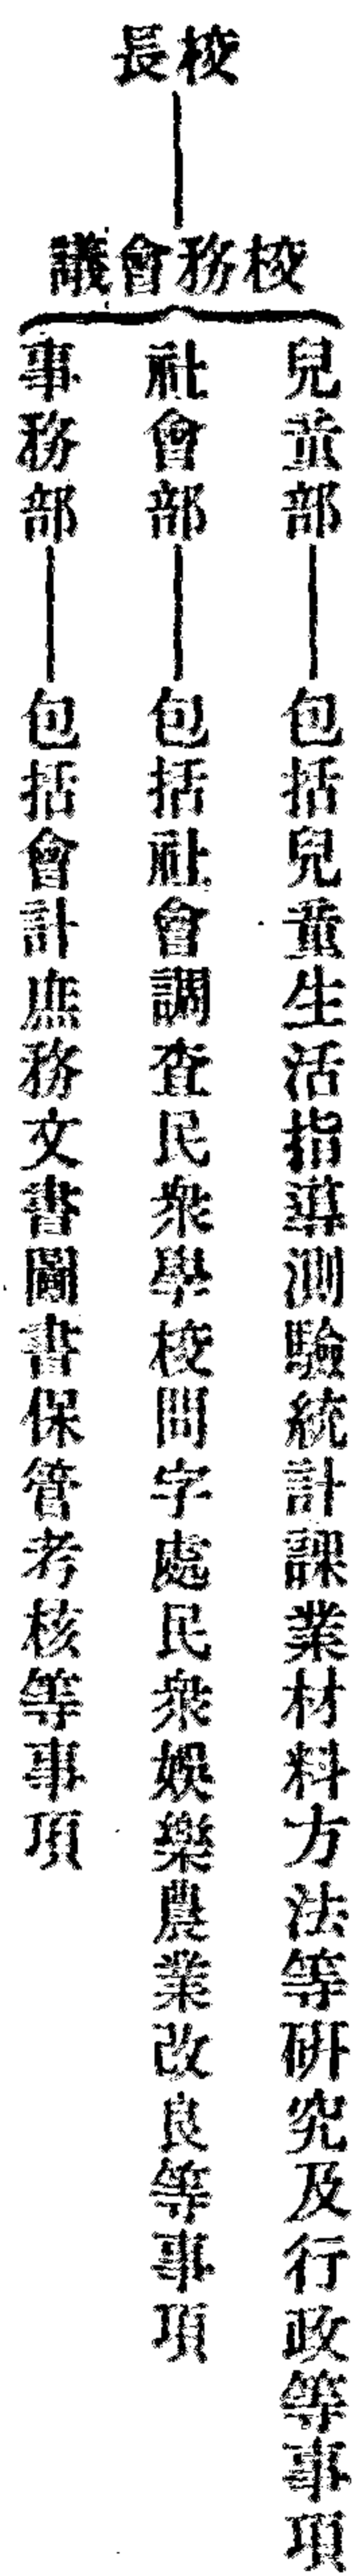 校長
校務會議
兒童部——包括兒童生活指導測驗統計課業材料方法等研究及行政等事項
社會部——包括社會調查民衆學校問字處民衆娛樂農業改良等事項
事務部——包括會計庶務文書圖書保管考核等事項